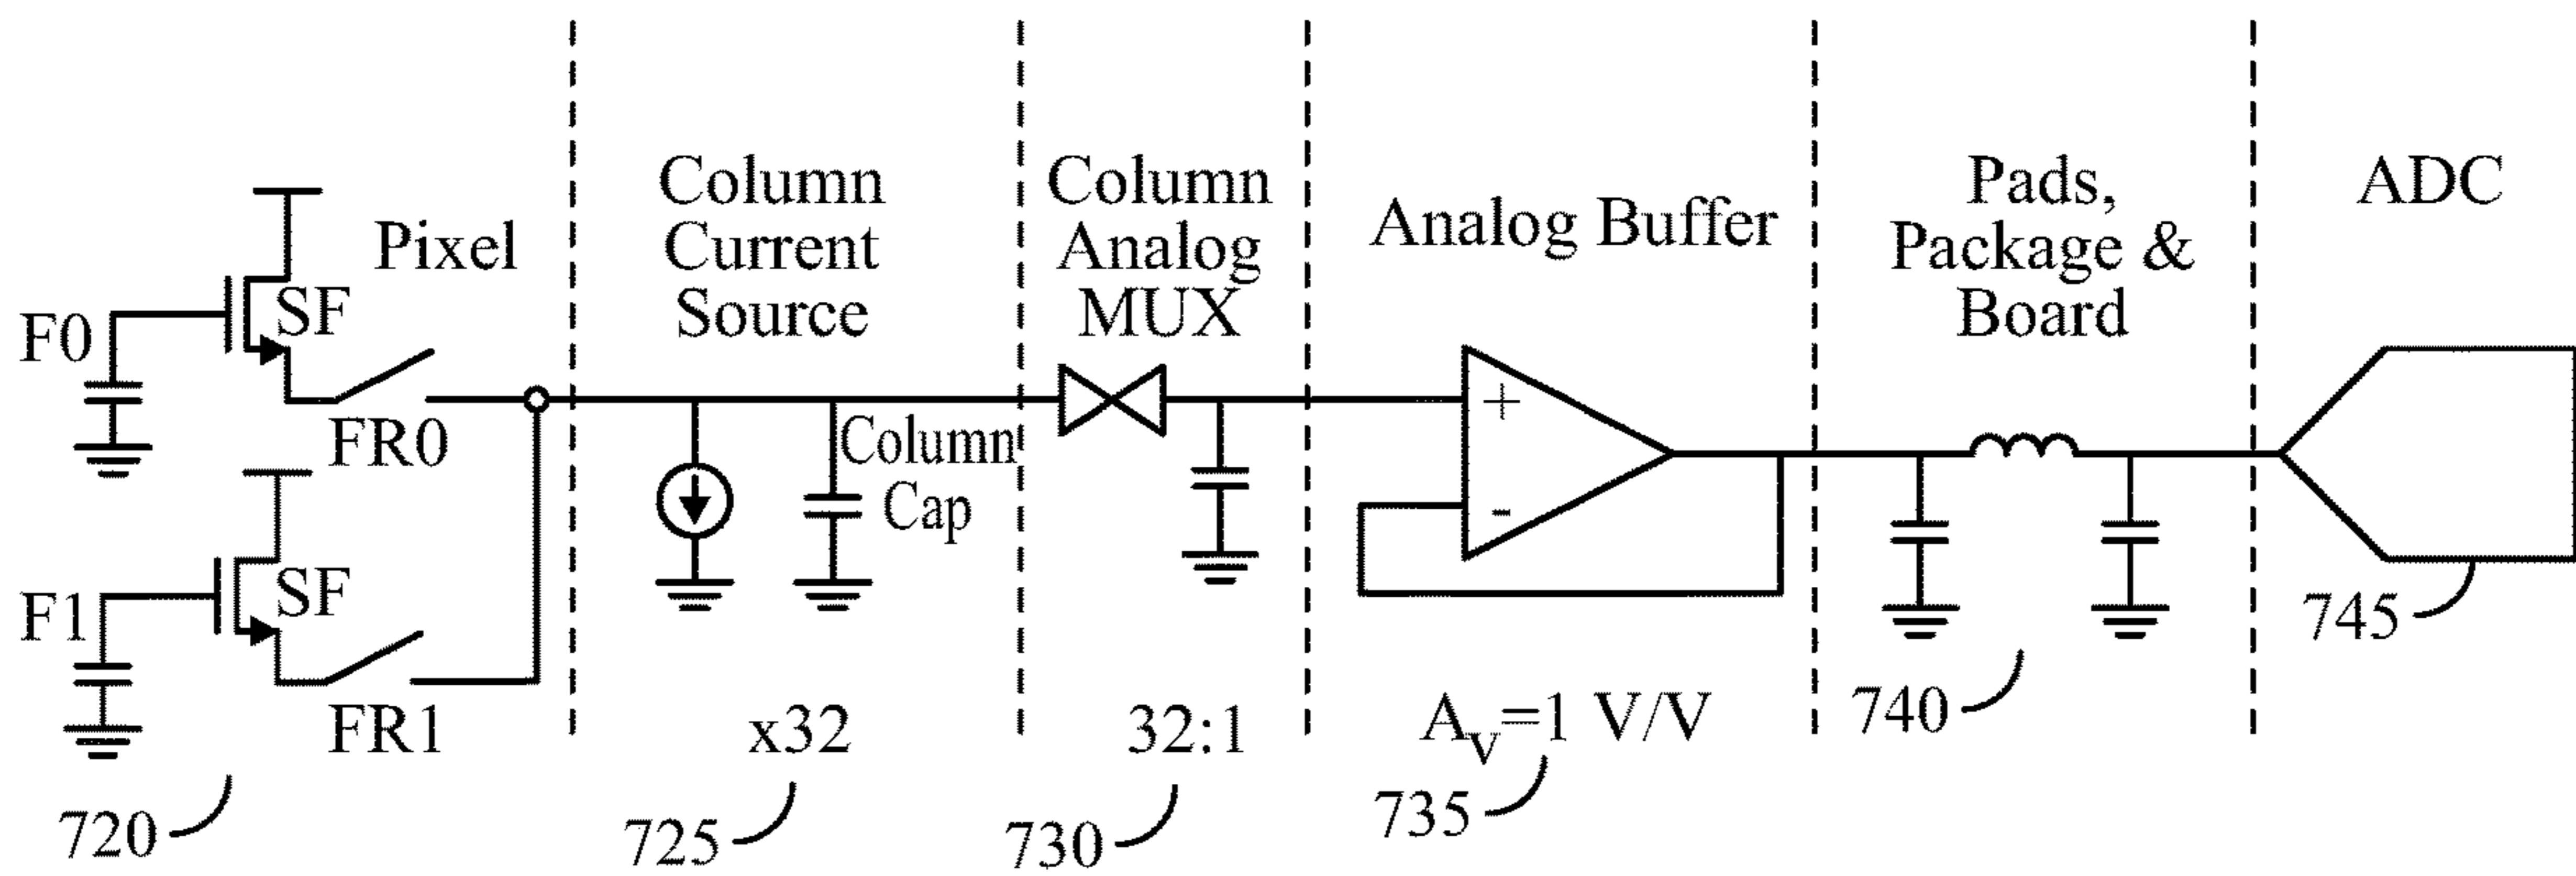 Pixel
F0
SF
FR0
F1
SF
FR1
720
Column
Current
Source
Column
Cap
x32
725
Column
Analog
MUX
32:1
730
Analog Buffer
+
-
Av=1 V/V
735
Pads,
Package &
Board
740
ADC
745